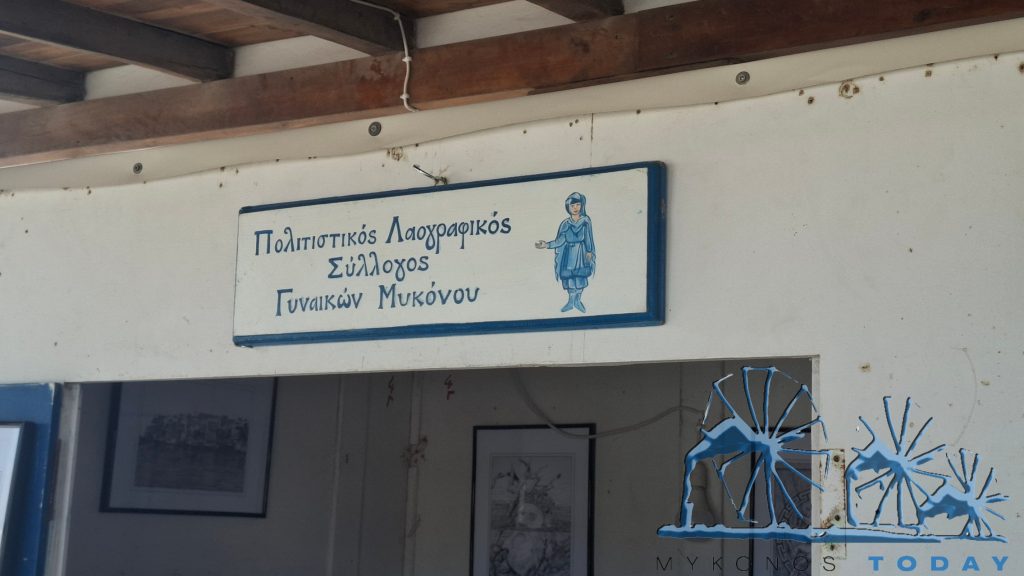 Πολιτιστικός Λαογραφικός
Σύλλογος
Γυναικών Μυκόνου
MYKONOS TODAY